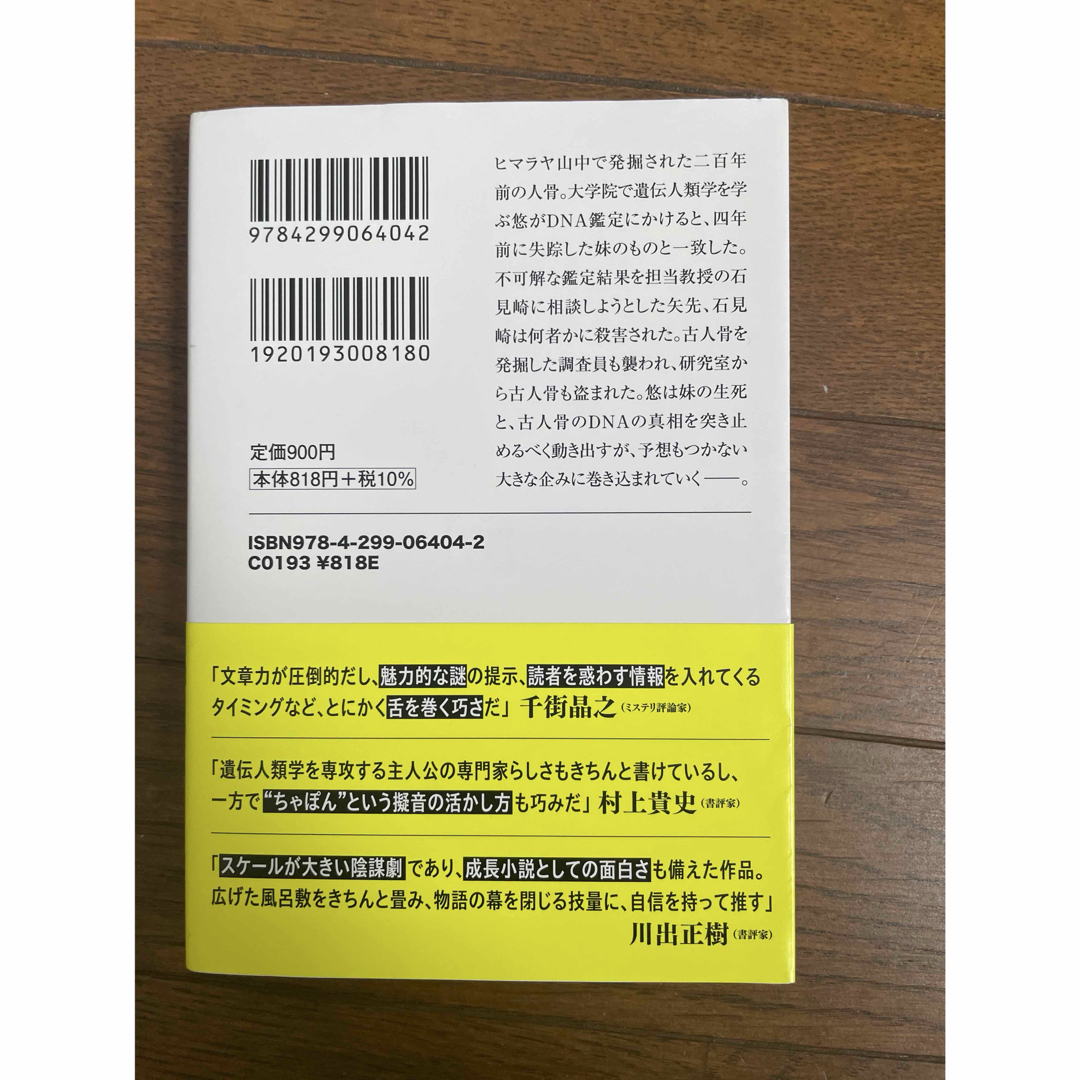 9784299064042
1920193008180
定価900円
本体818円+税10%
ヒマラヤ山中で発掘された二百年
前の人骨。大学院で遺伝人類学を学
ぶ悠がDNA鑑定にかけると、四年
前に失踪した妹のものと一致した。
不可解な鑑定結果を担当教授の石
見崎に相談しようとした矢先、石見
崎は何者かに殺害された。古人骨を
発掘した調査員も襲われ、研究室か
ら古人骨も盗まれた。悠は妹の生死
と、古人骨のDNAの真相を突き止
めるべく動き出すが、予想もつかない
大きな企みに巻き込まれていく――。
ISBN978-4-299-06404-2
C0193 ¥818E
「文章力が圧倒的だし、魅力的な謎の提示、読者を惑わす情報を入れてくる
タイミングなど、とにかく舌を巻く巧さだ」 千街晶之(ミステリ評論家)
「遺伝人類学を専攻する主人公の専門家らしさもきちんと書けているし、
一方で“ちゃぽん”という擬音の活かし方も巧みだ」 村上貴史(書評家)
「スケールが大きい陰謀劇であり、成長小説としての面白さも備えた作品。
広げた風呂敷をきちんと畳み、物語の幕を閉じる技量に、自信を持って推す」
川出正樹(書評家)